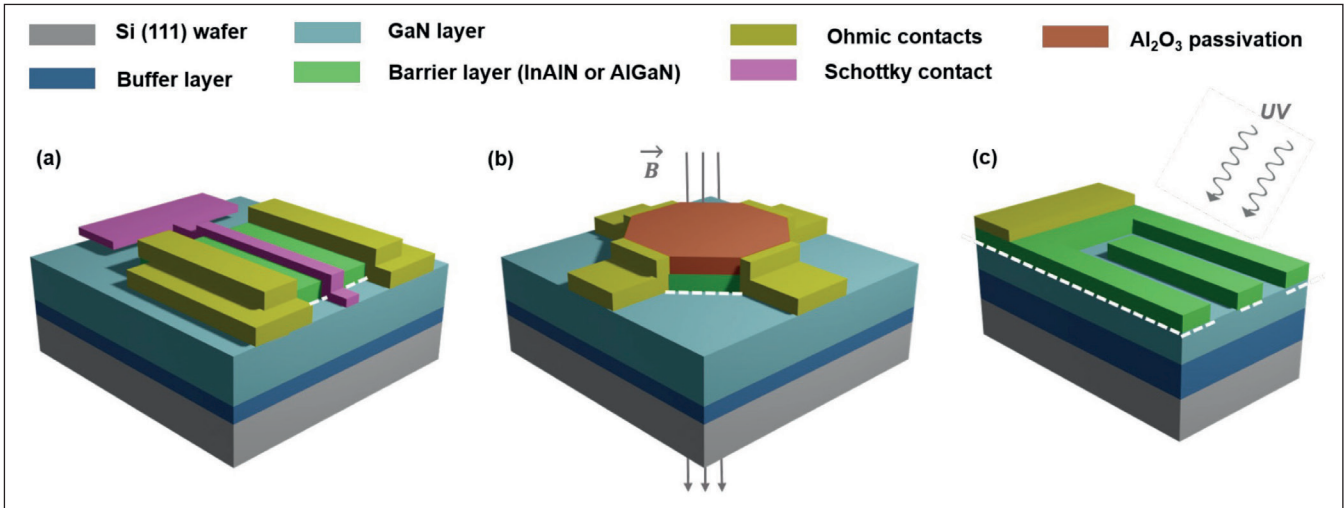 Si (111) wafer
GaN layer
Ohmic contacts
Al₂O₃ passivation
Buffer layer
Barrier layer (InAlN or AlGaN)
Schottky contact
(a)
(b)
B
(c)
UV